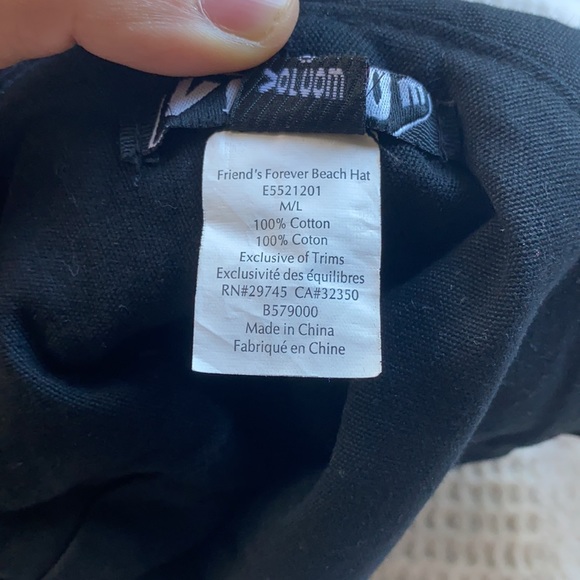 VOLCOM
Friend's Forever Beach Hat
E5521201
M/L
100% Cotton
100% Coton
Exclusive of Trims
Exclusivité des équilibres
RN#29745 CA#32350
B579000
Made in China
Fabriqué en Chine